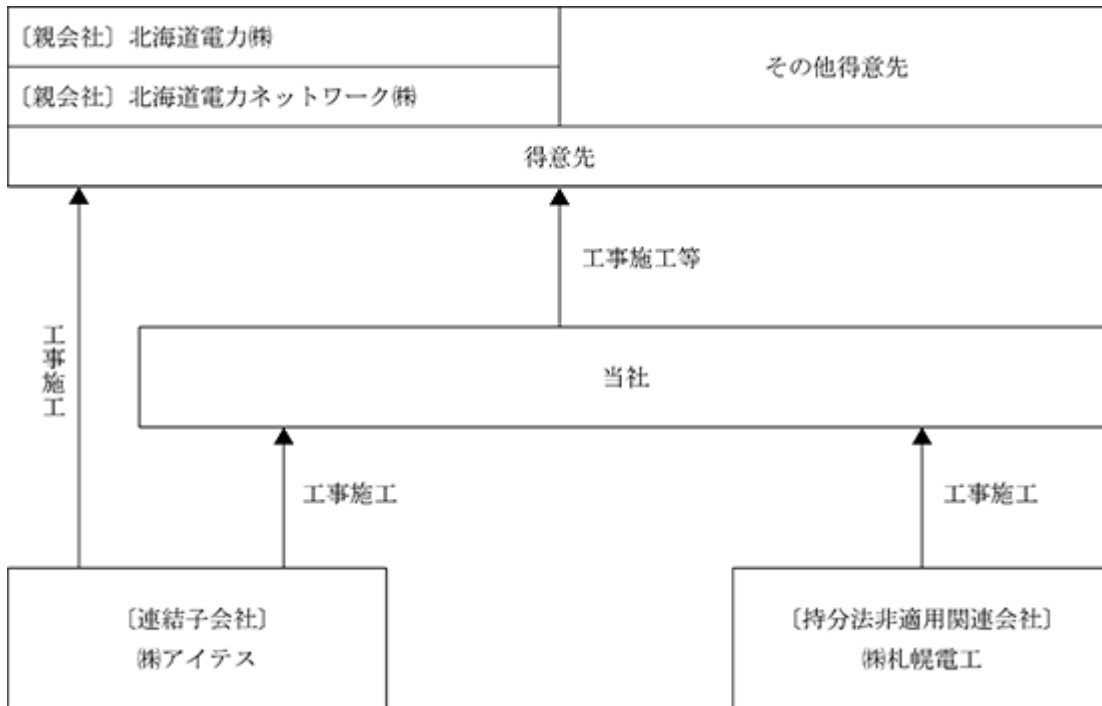 〔親会社〕北海道電力㈱
その他得意先
〔親会社〕北海道電力ネットワーク㈱
得意先
工事施工等
工事施工
当社
工事施工
工事施工
〔連結子会社〕
㈱アイテス
〔持分法非適用関連会社〕
㈱札幌電工